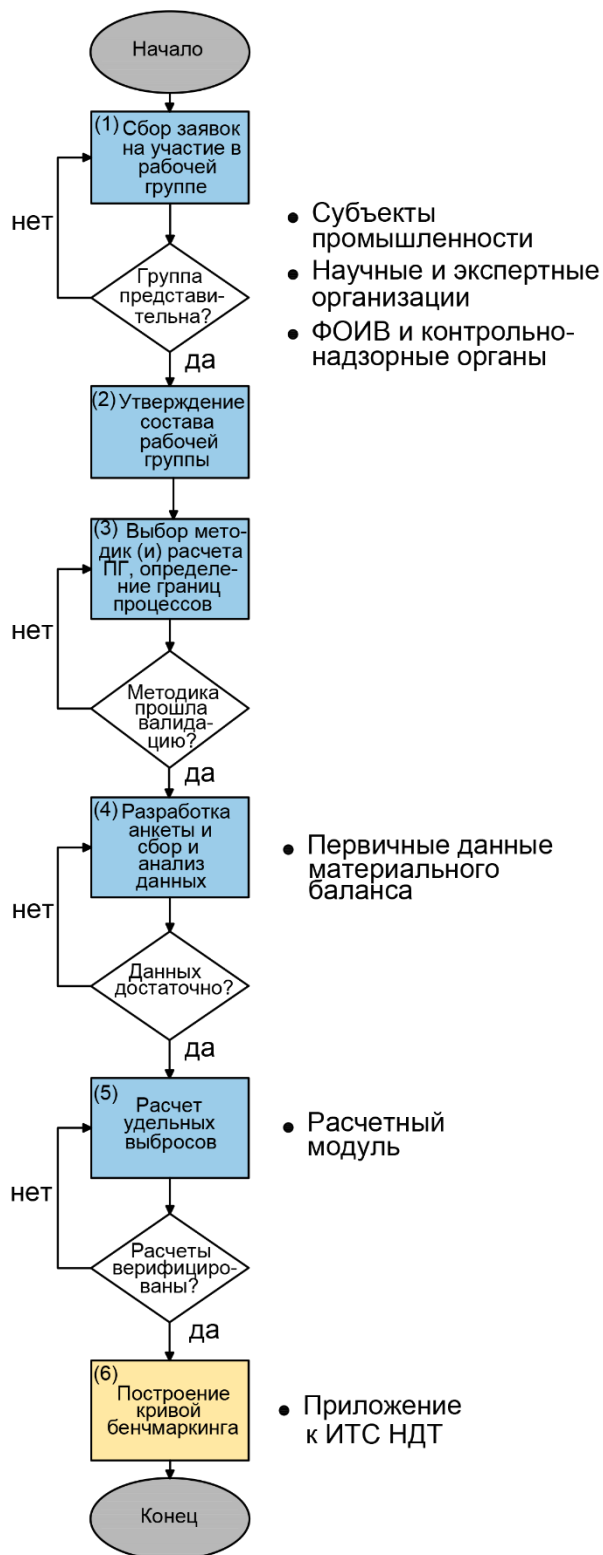 Начало
(1) Сбор заявок
на участие в
рабочей
группе
нет
• Субъекты
промышленности
Группа
представи-
тельна?
• Научные и экспертные
организации
• ФОИВ и контрольно-
надзорные органы
да
(2) Утверждение
состава
рабочей
группы
(3) Выбор мето-
дик (и) расчета
ПГ, определе-
ние границ
процессов
нет
Методика
прошла
валида-
цию?
да
(4) Разработка
анкеты и
сбор и
анализ
данных
• Первичные данные
материального
баланса
нет
Данных
достаточно?
да
(5) Расчет
удельных
выбросов
• Расчетный
модуль
нет
Расчеты
верифициро-
ваны?
да
(6)
Построение
кривой
бенчмаркинга
• Приложение
к ИТС НДТ
Конец